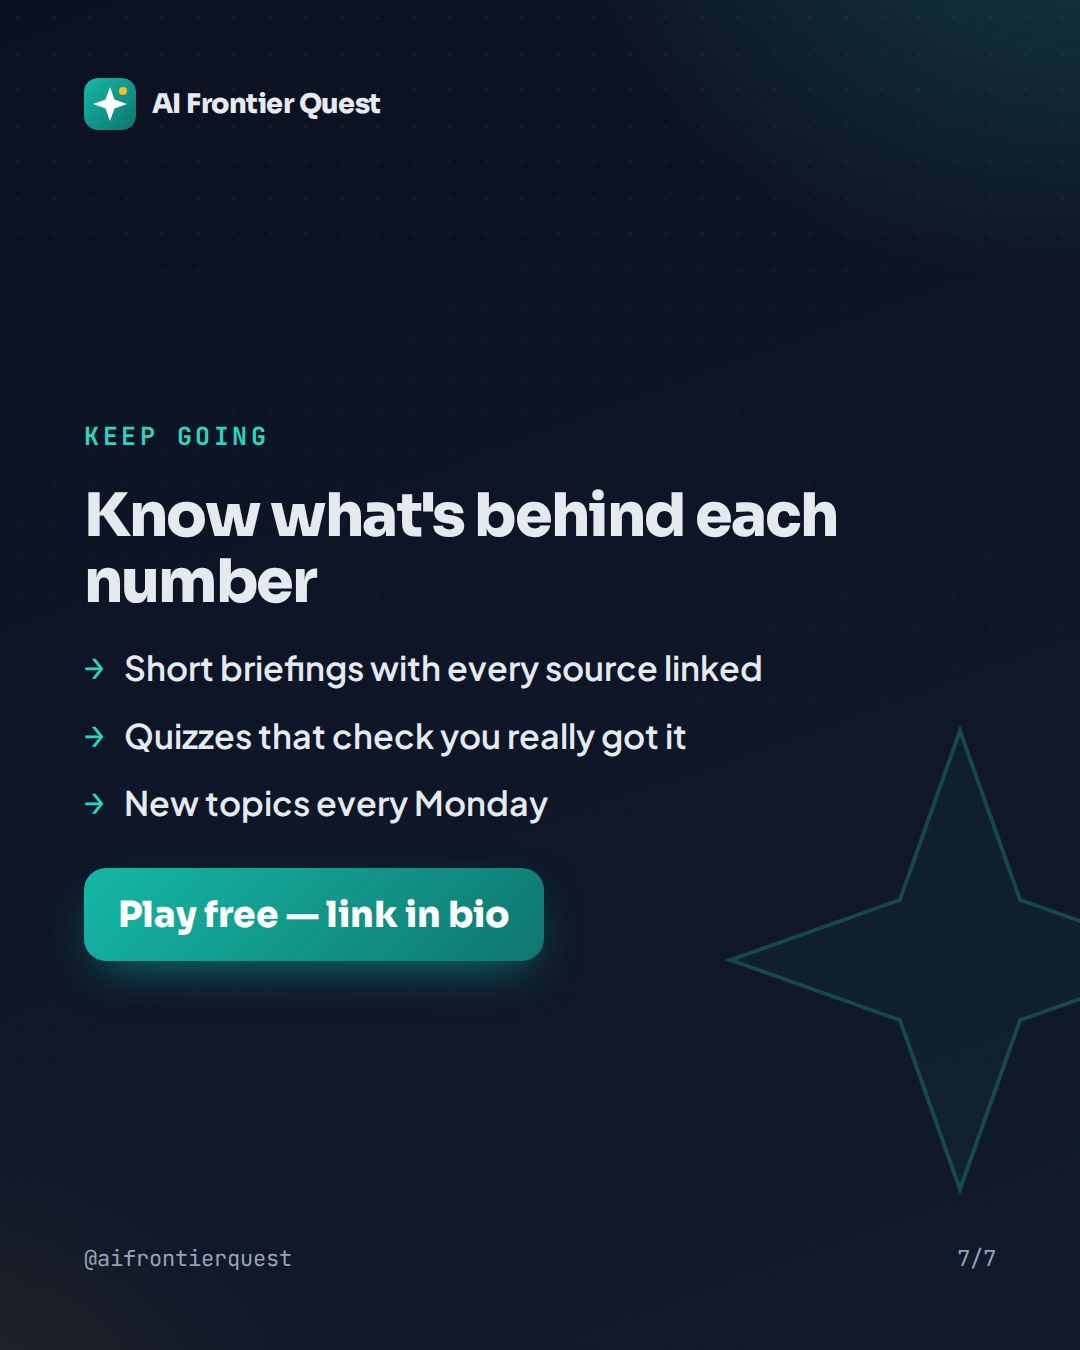 AI Frontier Quest
KEEP GOING
Know what's behind each
number
→ Short briefings with every source linked
→ Quizzes that check you really got it
→ New topics every Monday
Play free — link in bio
@aifrontierquest
7/7